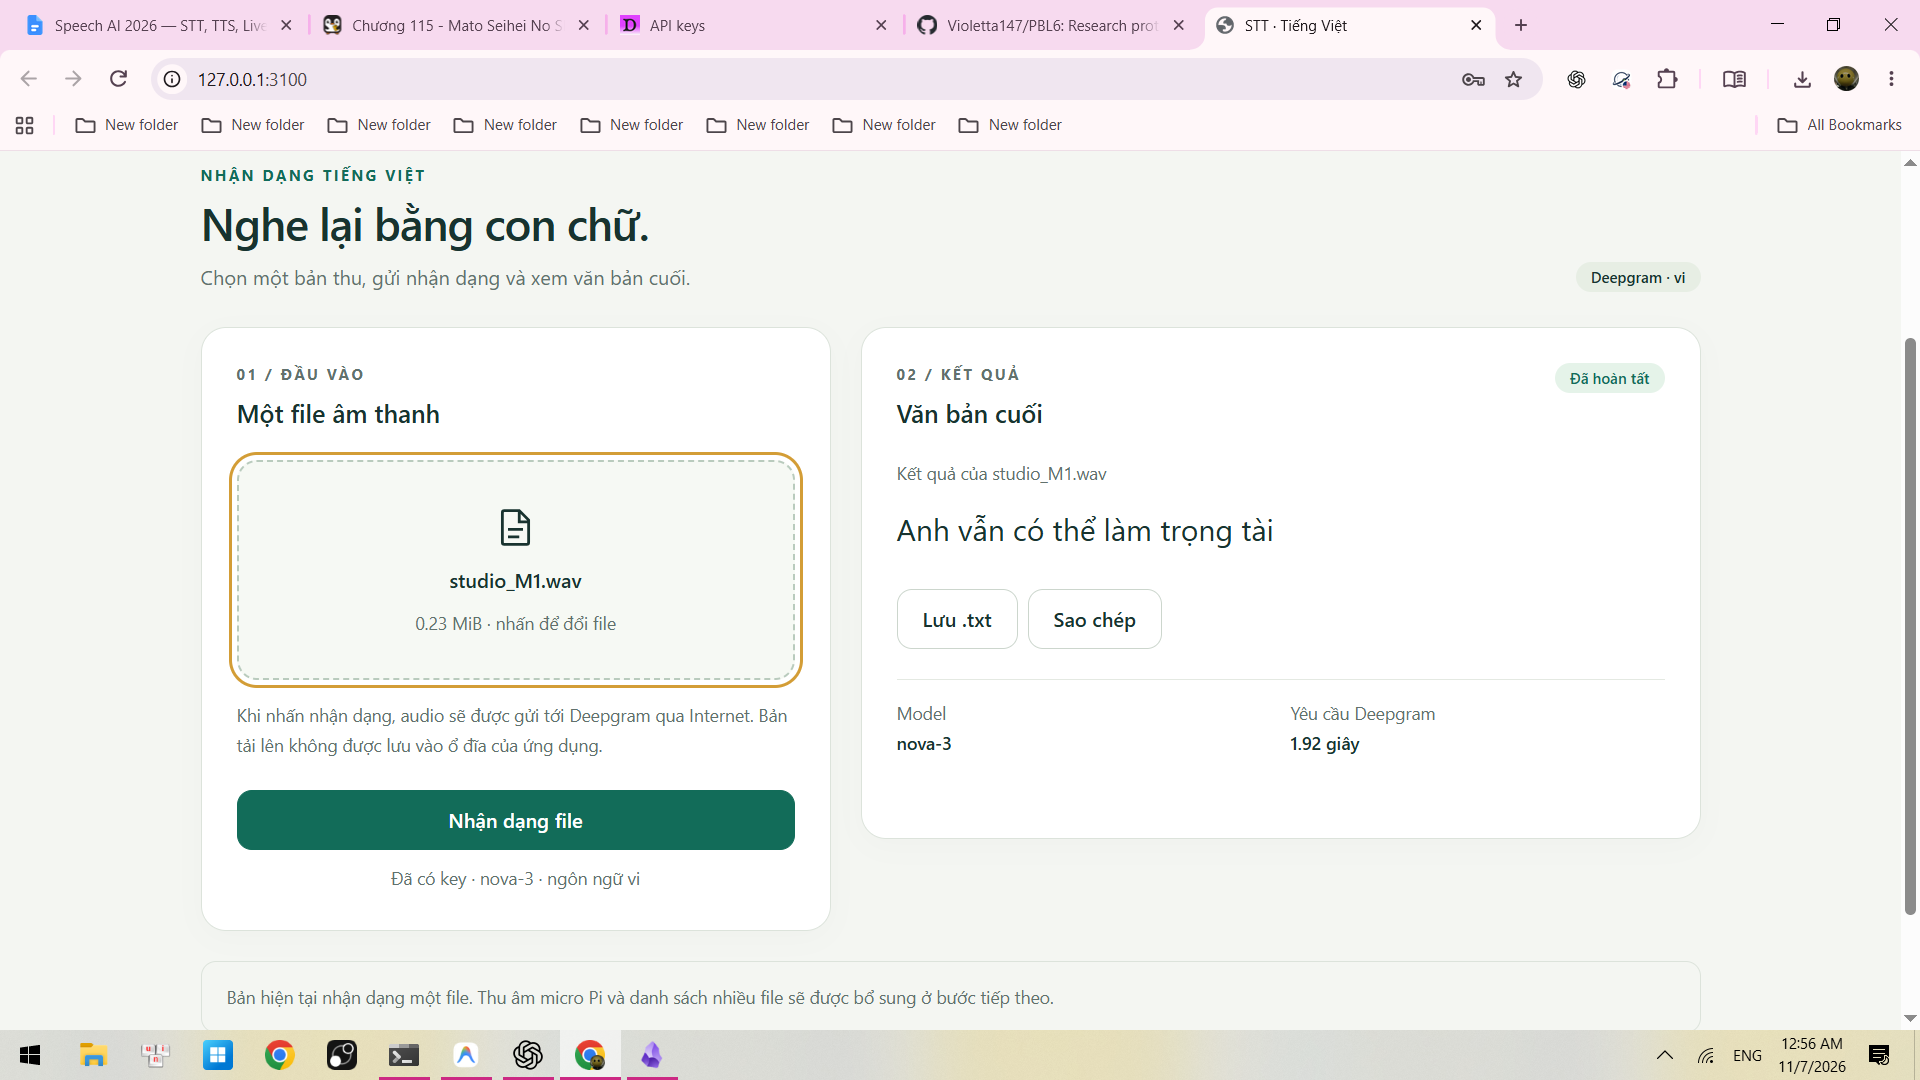 Speech AI 2026 — STT, TTS, Live
Chương 115 - Mato Seihei No S
API keys
Violetta147/PBL6: Research prot
STT · Tiếng Việt
127.0.0.1:3100
New folder
New folder
New folder
New folder
New folder
New folder
New folder
New folder
All Bookmarks
NHẬN DẠNG TIẾNG VIỆT
Nghe lại bằng con chữ.
Chọn một bản thu, gửi nhận dạng và xem văn bản cuối.
Deepgram · vi
01 / ĐẦU VÀO
Một file âm thanh
studio_M1.wav
0.23 MiB · nhấn để đổi file
Khi nhấn nhận dạng, audio sẽ được gửi tới Deepgram qua Internet. Bản
tải lên không được lưu vào ổ đĩa của ứng dụng.
Nhận dạng file
Đã có key · nova-3 · ngôn ngữ vi
02 / KẾT QUẢ
Đã hoàn tất
Văn bản cuối
Kết quả của studio_M1.wav
Anh vẫn có thể làm trọng tài
Lưu .txt
Sao chép
Model
nova-3
Yêu cầu Deepgram
1.92 giây
Bản hiện tại nhận dạng một file. Thu âm micro Pi và danh sách nhiều file sẽ được bổ sung ở bước tiếp theo.
ENG
12:56 AM
11/7/2026